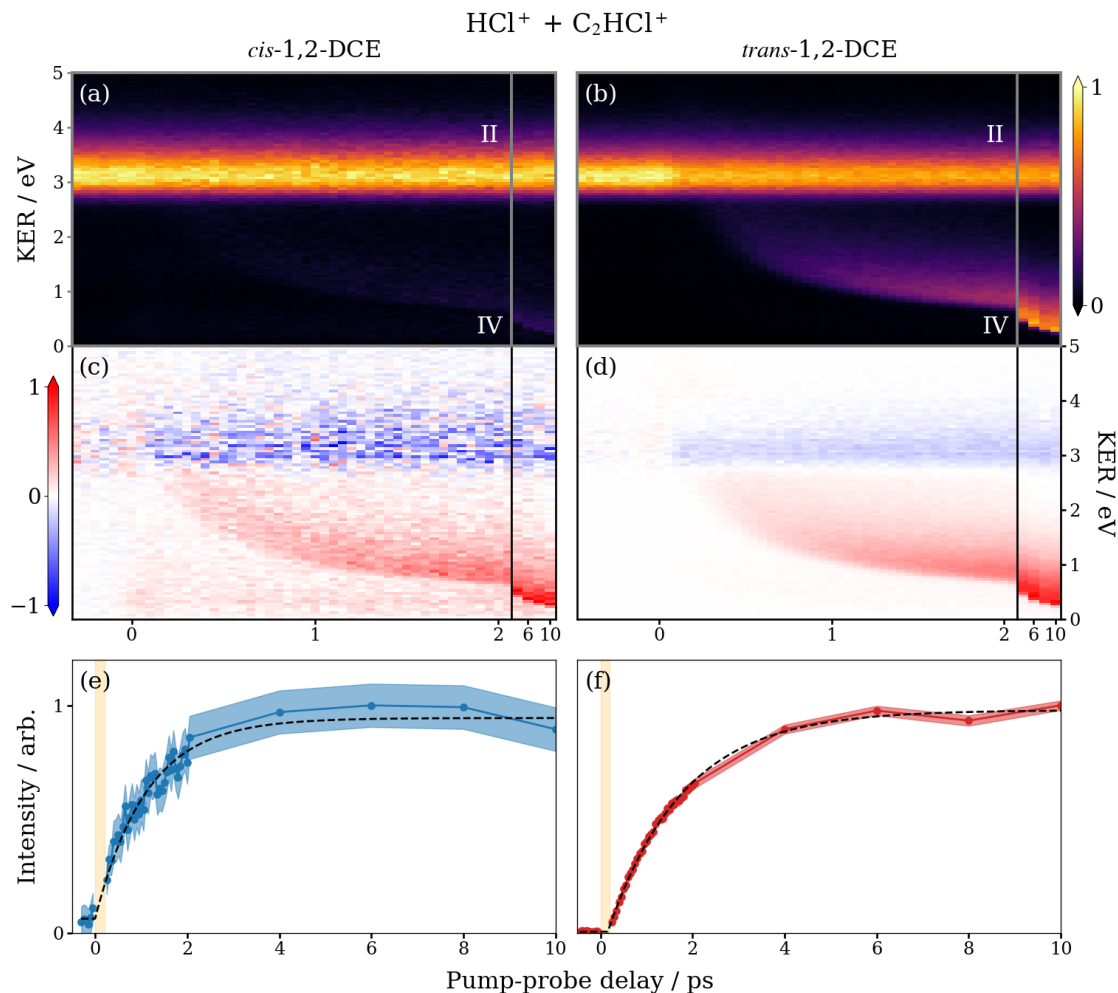 HCl⁺ + C₂HCl⁺
cis-1,2-DCE
trans-1,2-DCE
(a)
II
IV
5
4
3
2
1
0
KER / eV
(b)
II
IV
1
0
(c)
1
0
−1
0
1
2
6
10
(d)
5
4
3
2
1
0
KER / eV
0
1
2
6
10
(e)
1
0
Intensity / arb.
0
2
4
6
8
10
(f)
0
2
4
6
8
10
Pump-probe delay / ps